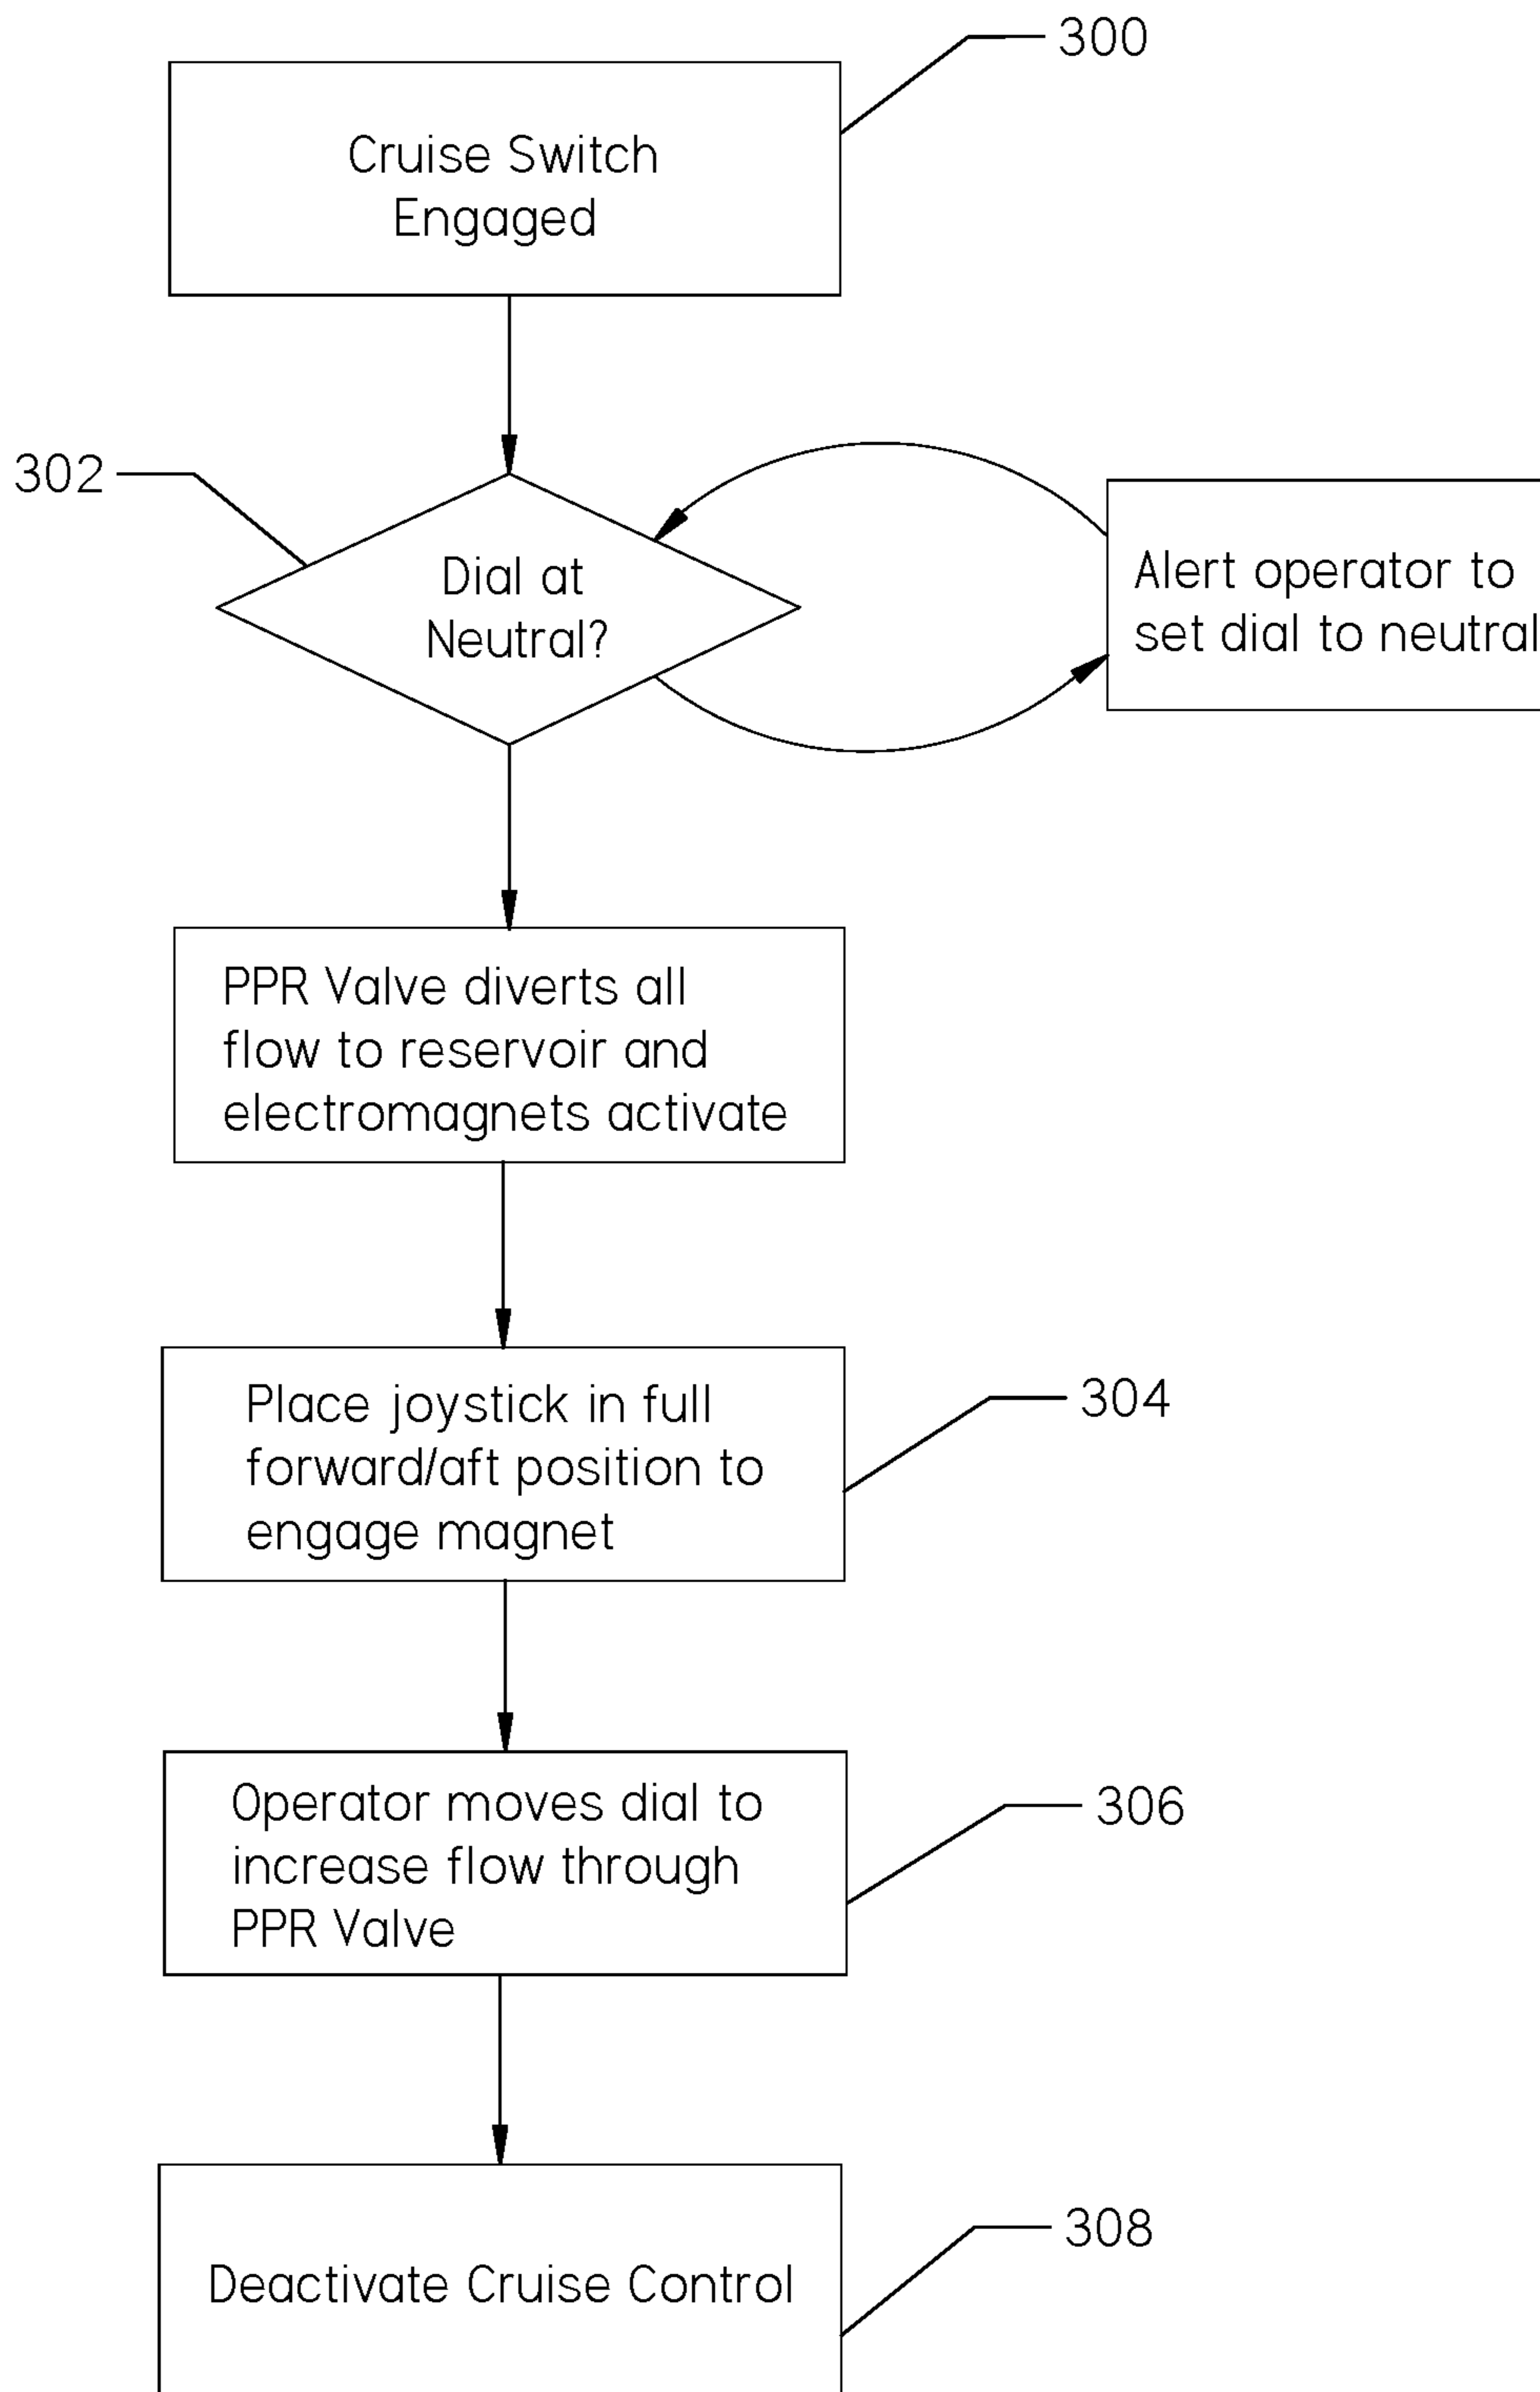 300
Cruise Switch
Engaged
302
Dial at
Neutral?
Alert operator to
set dial to neutral
PPR Valve diverts all
flow to reservoir and
electromagnets activate
Place joystick in full
forward/aft position to
engage magnet
304
Operator moves dial to
increase flow through
PPR Valve
306
308
Deactivate Cruise Control